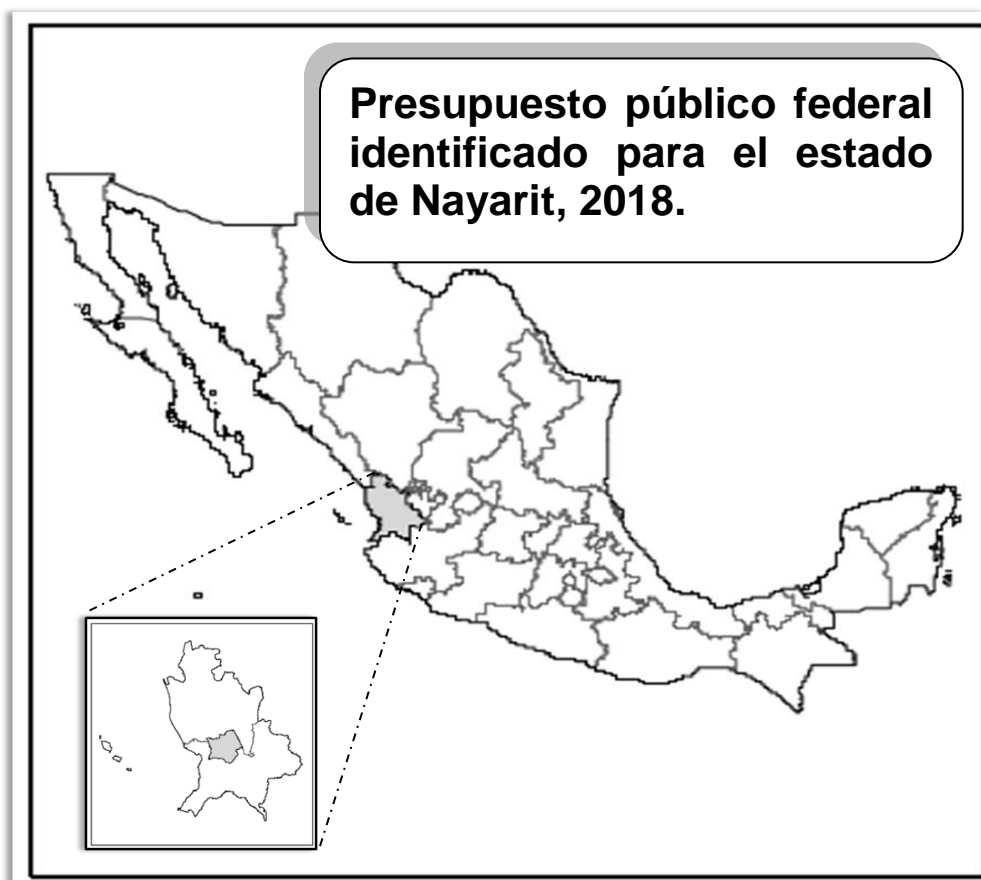 Presupuesto público federal
identificado para el estado
de Nayarit, 2018.